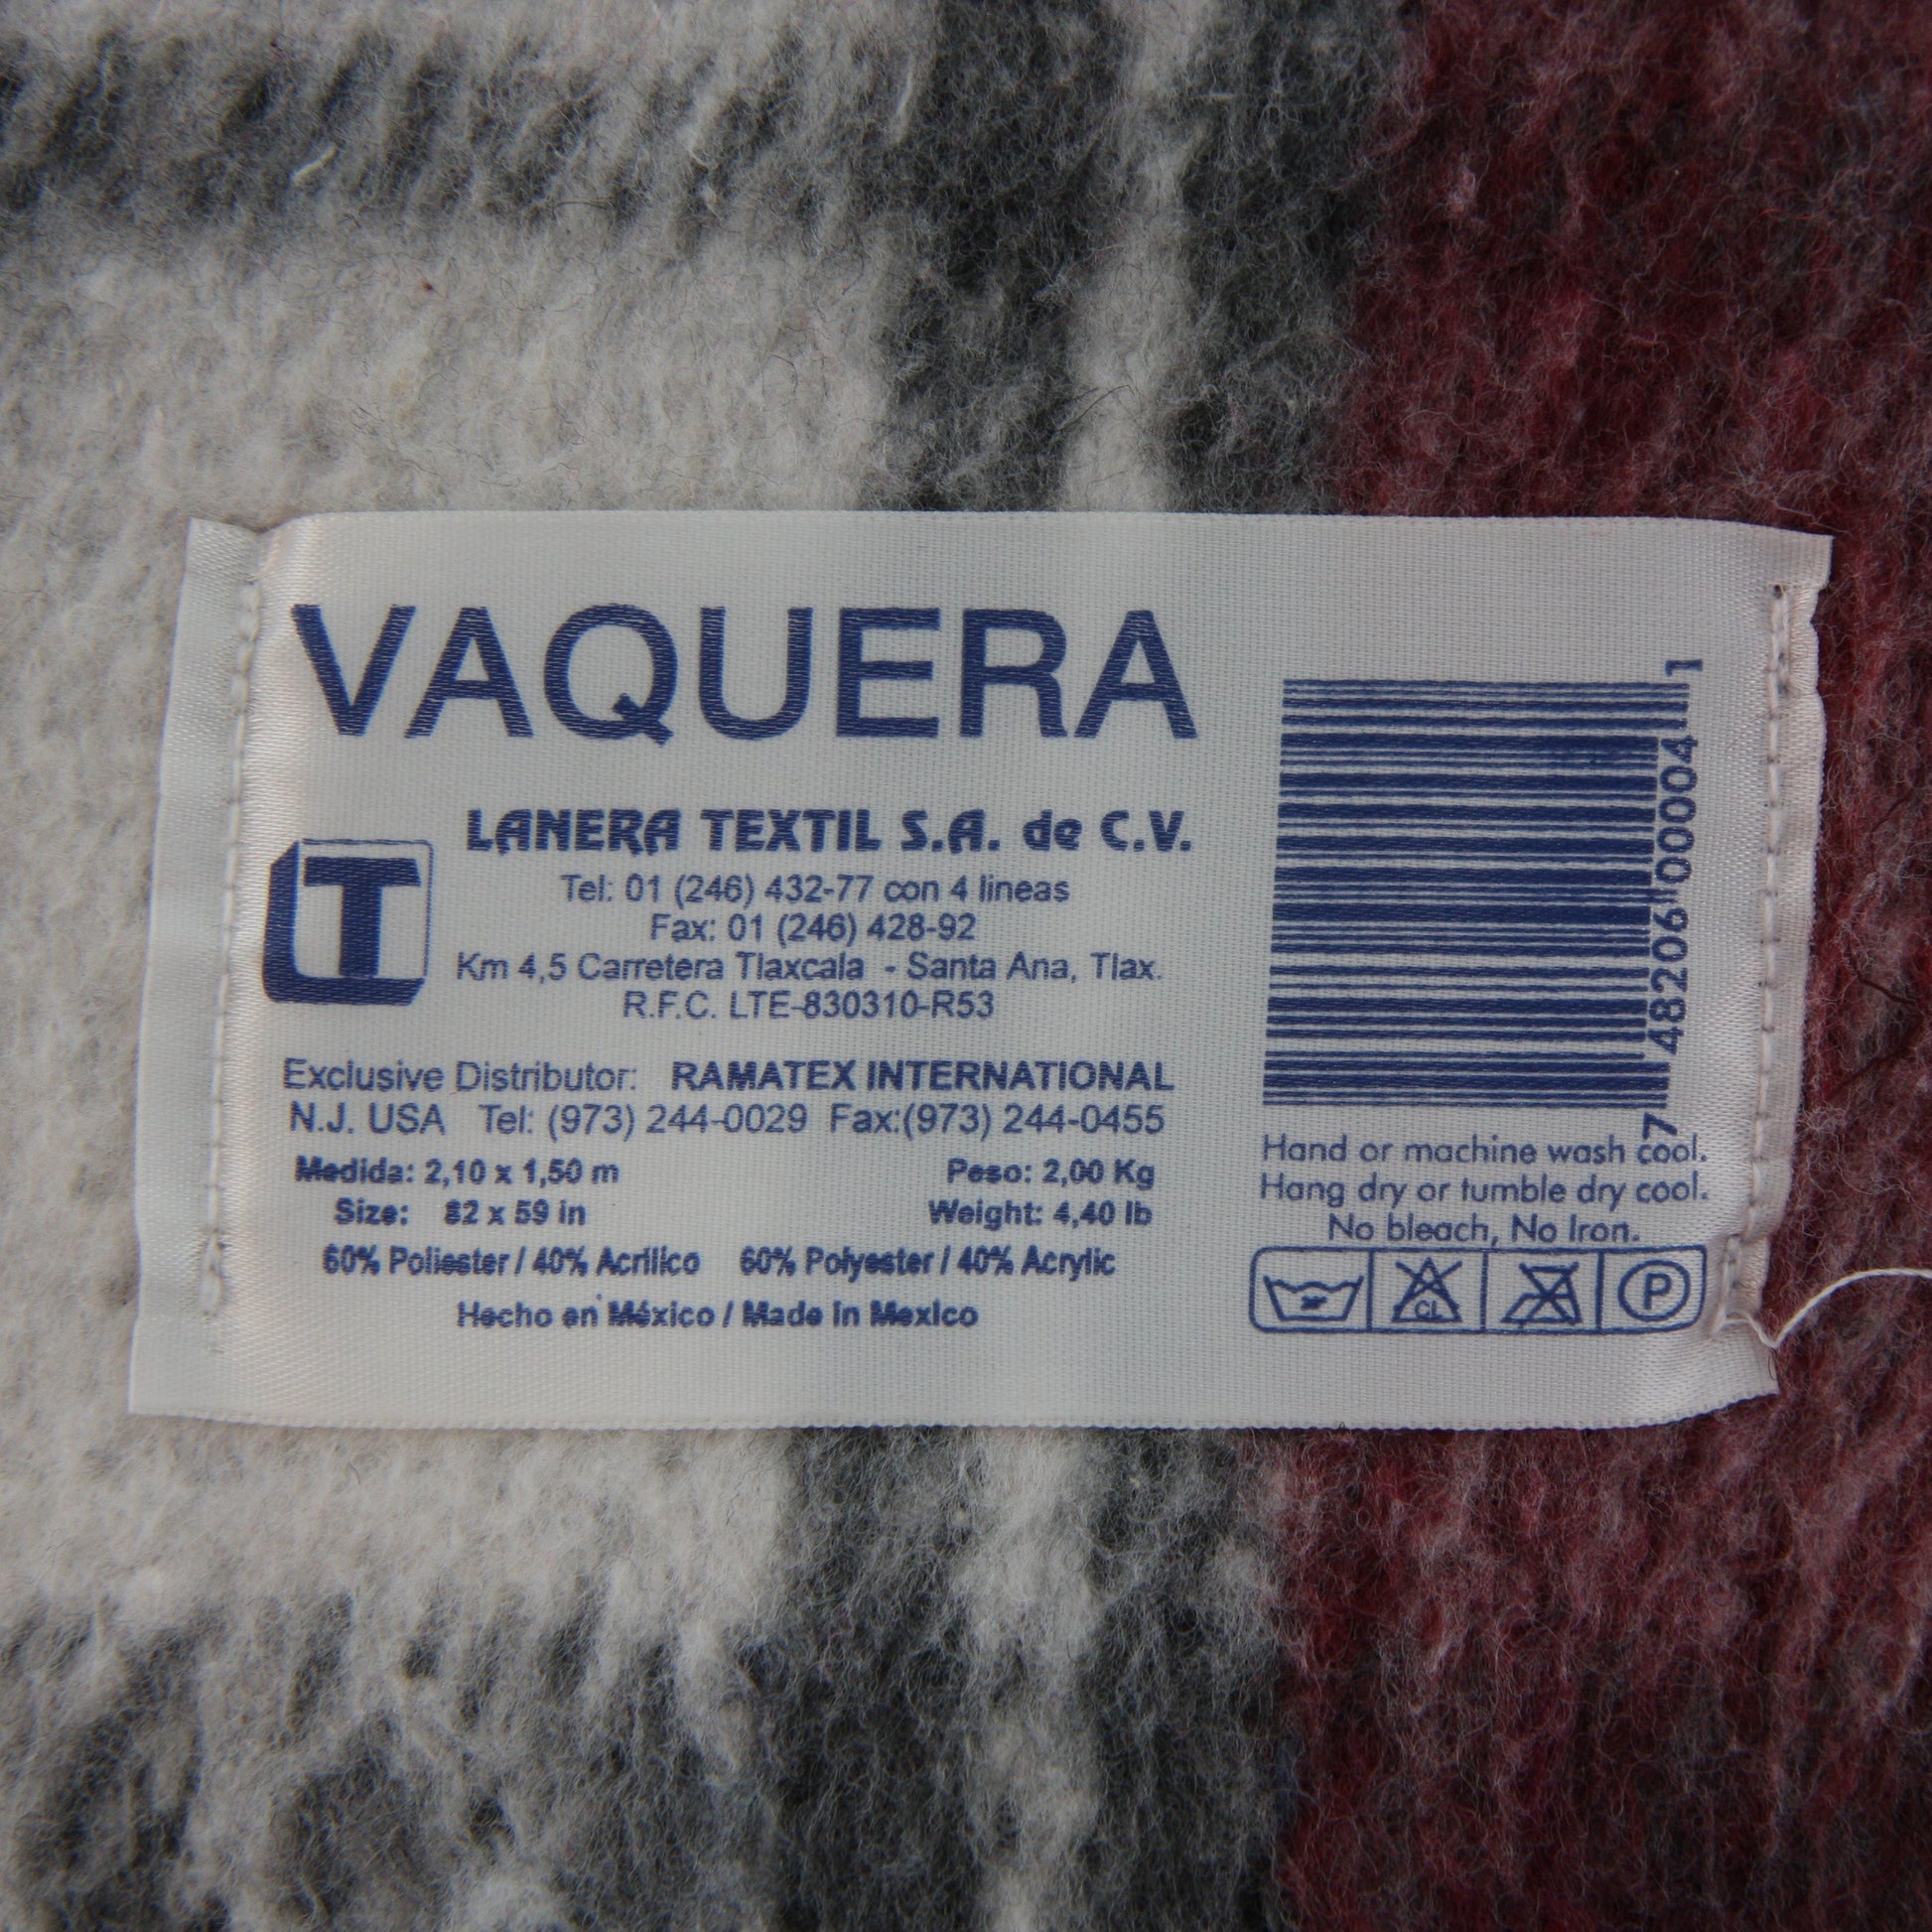 VAQUERA
LANERA TEXTIL S.A. de C.V.
T
Tel: 01 (246) 432-77 con 4 lineas
Fax: 01 (246) 428-92
Km 4,5 Carretera Tlaxcala - Santa Ana, Tlax.
R.F.C. LTE-830310-R53
Exclusive Distributor: RAMATEX INTERNATIONAL
N.J. USA Tel: (973) 244-0029 Fax:(973) 244-0455
Medida: 2,10 x 1,50 m Peso: 2,00 Kg
Size: 82 x 59 in Weight: 4,40 lb
60% Poliester / 40% Acrilico 60% Polyester / 40% Acrylic
Hecho en México / Made in Mexico
7 48206 00004 1
Hand or machine wash cool.
Hang dry or tumble dry cool.
No bleach, No Iron.
CL P